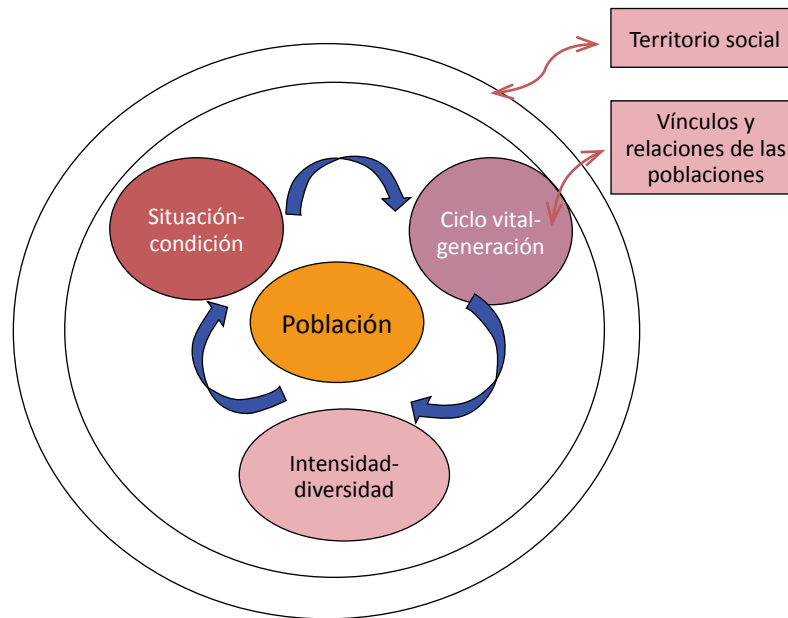 Territorio social
Vínculos y
relaciones de las
poblaciones
Situación-
condición
Ciclo vital-
generación
Población
Intensidad-
diversidad